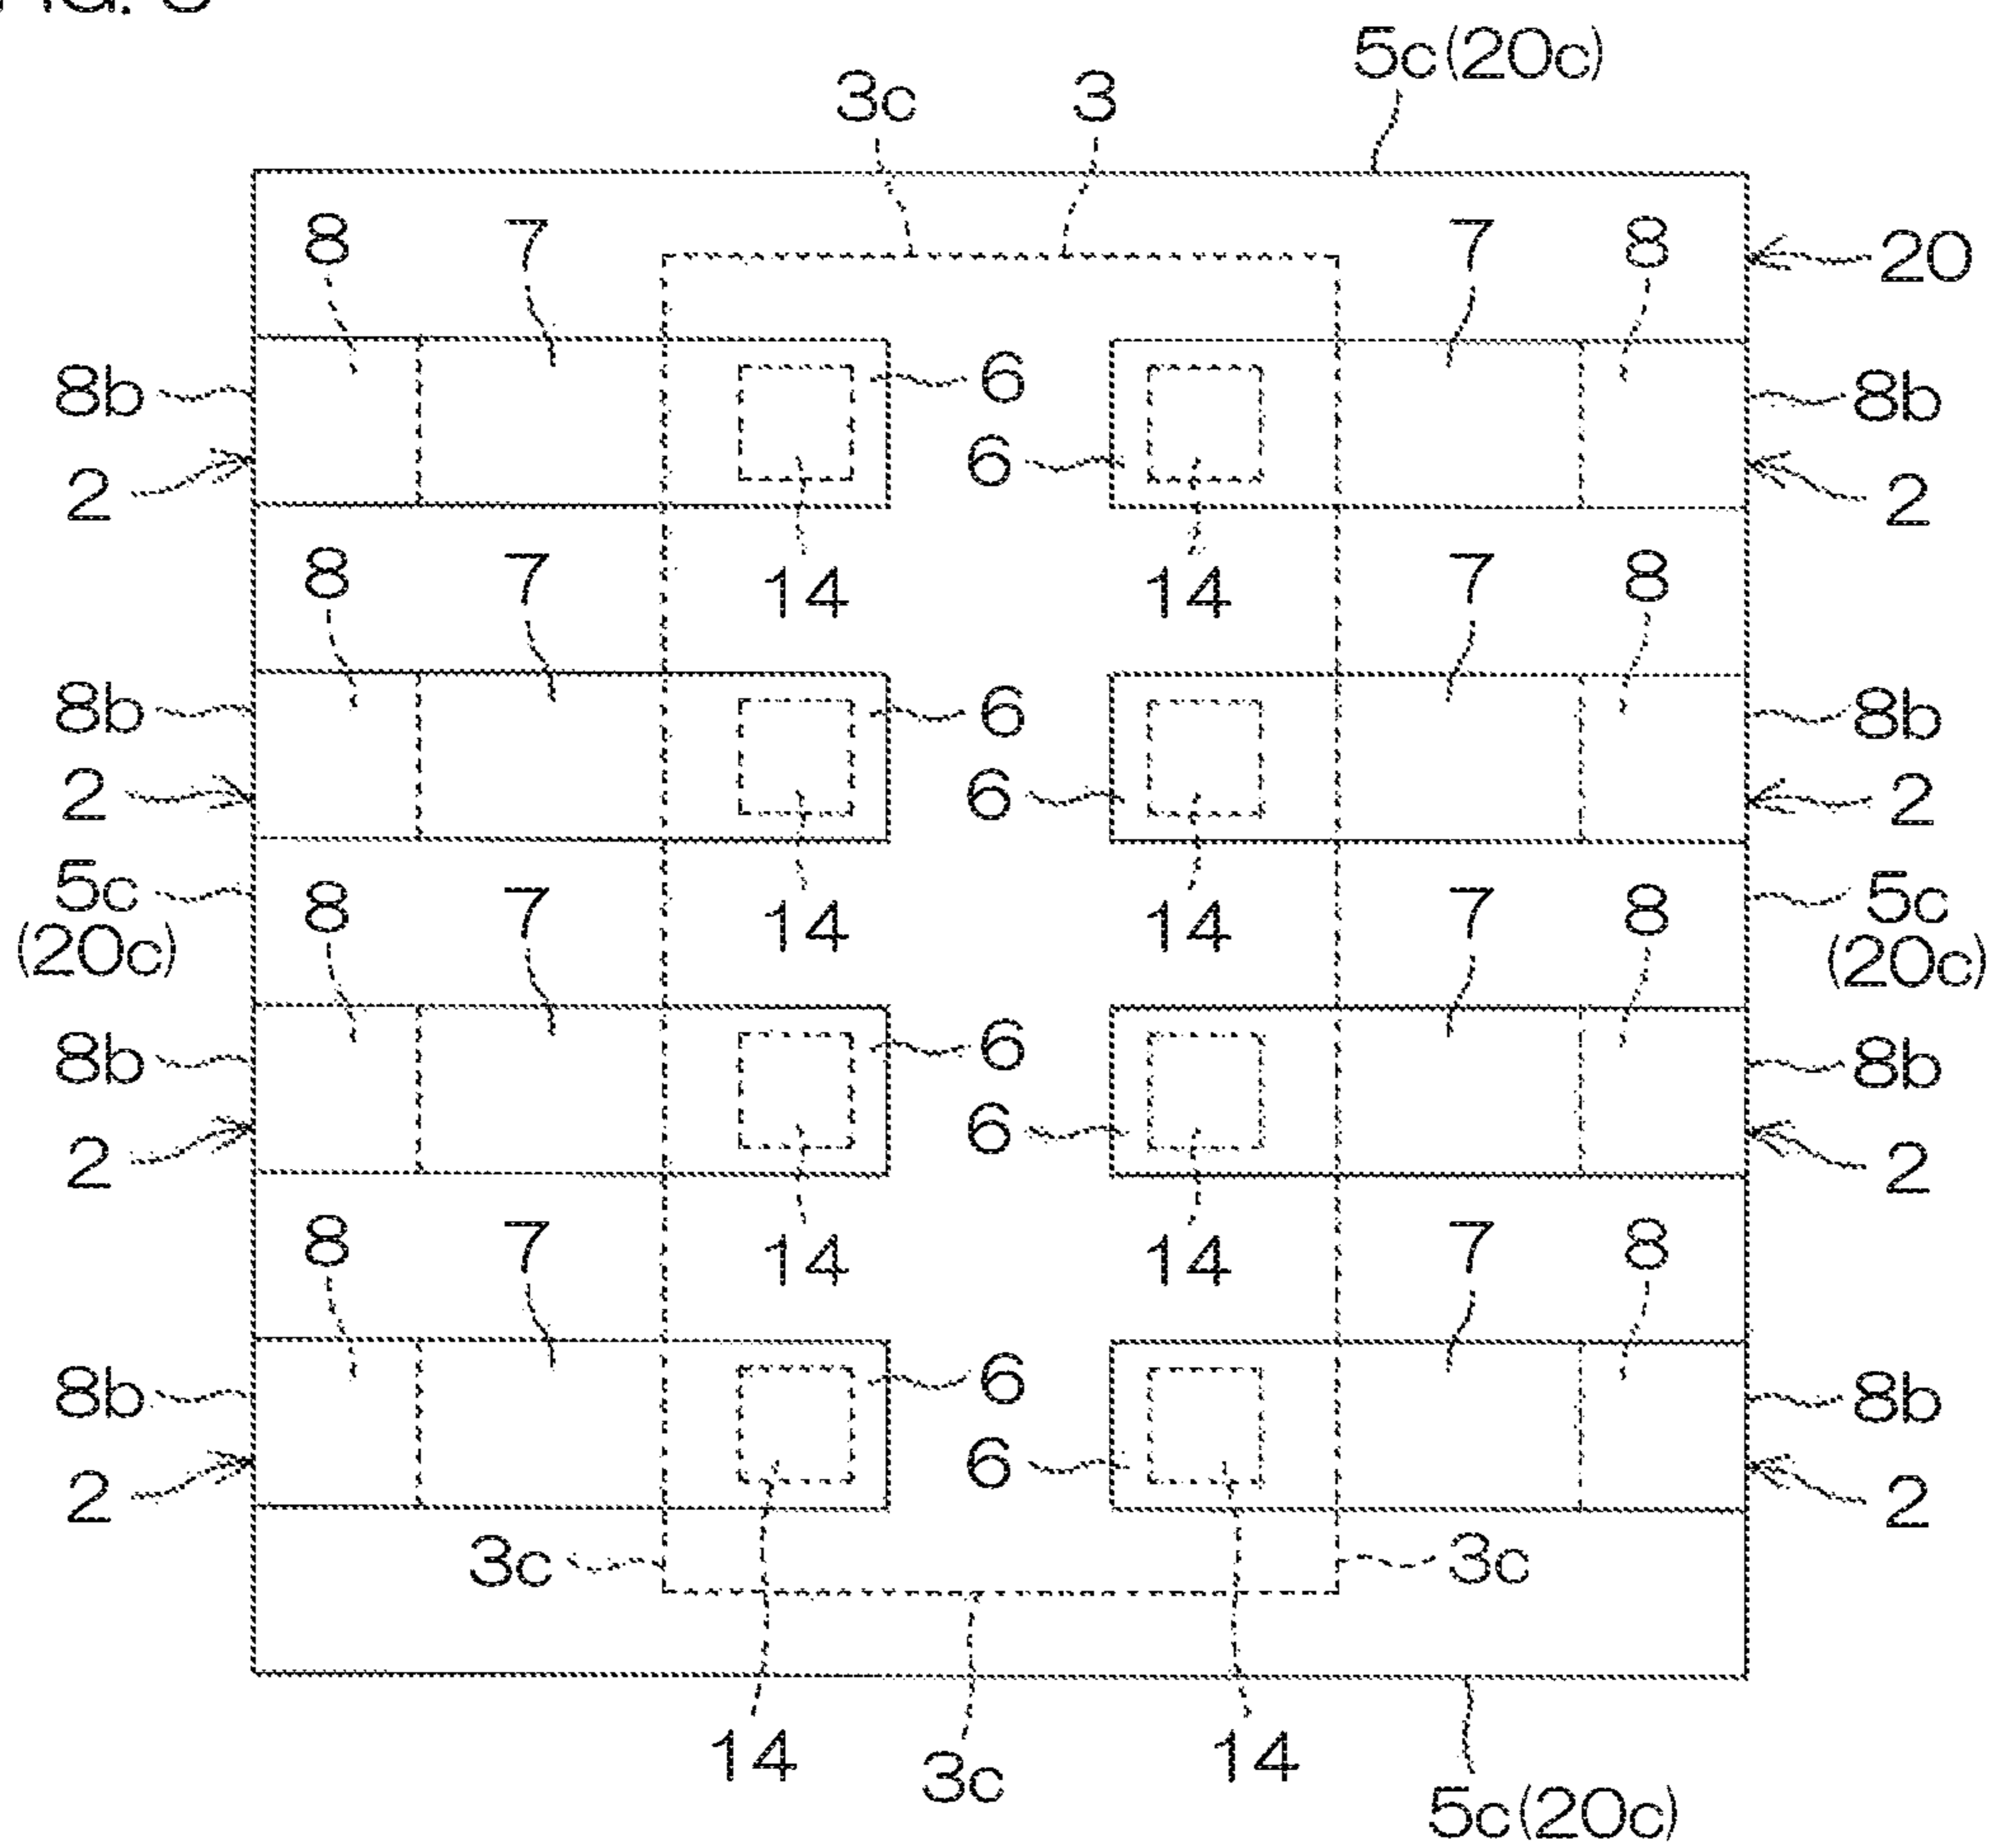 5c(20c)
3c 3
8 7 7 8 20
8b 6 8b
2 6 2
8 7 14 14 7 8
8b 6 8b
2 6 2
5c 8 7 14 14 7 8 5c
(20c) (20c)
8b 6 8b
2 6 2
8 7 14 14 7 8
8b 6 8b
2 6 2
3c 3c
14 3c 14
5c(20c)